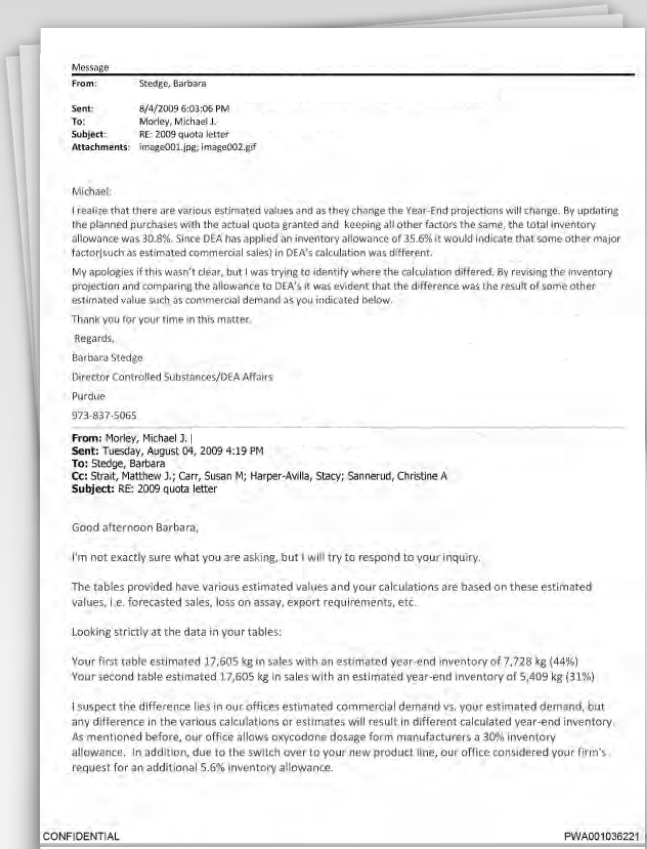 Message
From: Stedge, Barbara
Sent: 8/4/2009 6:03:06 PM
To: Morley, Michael J.
Subject: RE: 2009 quota letter
Attachments: image001.jpg; image002.gif
Michael:
I realize that there are various estimated values and as they change the Year-End projections will change. By updating
the planned purchases with the actual quota granted and keeping all other factors the same, the total inventory
allowance was 30.8%. Since DEA has applied an inventory allowance of 35.6% it would indicate that some other major
factor(such as estimated commercial sales) in DEA's calculation was different.
My apologies if this wasn't clear, but I was trying to identify where the calculation differed. By revising the inventory
projection and comparing the allowance to DEA's it was evident that the difference was the result of some other
estimated value such as commercial demand as you indicated below.
Thank you for your time in this matter.
Regards,
Barbara Stedge
Director Controlled Substances/DEA Affairs
Purdue
973-837-5065
From: Morley, Michael J.
Sent: Tuesday, August 04, 2009 4:19 PM
To: Stedge, Barbara
Cc: Strait, Matthew J.; Carr, Susan M; Harper-Avilla, Stacy; Sannerud, Christine A
Subject: RE: 2009 quota letter
Good afternoon Barbara,
I'm not exactly sure what you are asking, but I will try to respond to your inquiry.
The tables provided have various estimated values and your calculations are based on these estimated
values, i.e. forecasted sales, loss on assay, export requirements, etc.
Looking strictly at the data in your tables:
Your first table estimated 17,605 kg in sales with an estimated year-end inventory of 7,728 kg (44%)
Your second table estimated 17,605 kg in sales with an estimated year-end inventory of 5,409 kg (31%)
I suspect the difference lies in our offices estimated commercial demand vs. your estimated demand, but
any difference in the various calculations or estimates will result in different calculated year-end inventory.
As mentioned before, our office allows oxycodone dosage form manufacturers a 30% inventory
allowance. In addition, due to the switch over to your new product line, our office considered your firm's
request for an additional 5.6% inventory allowance.
CONFIDENTIAL PWA001036221